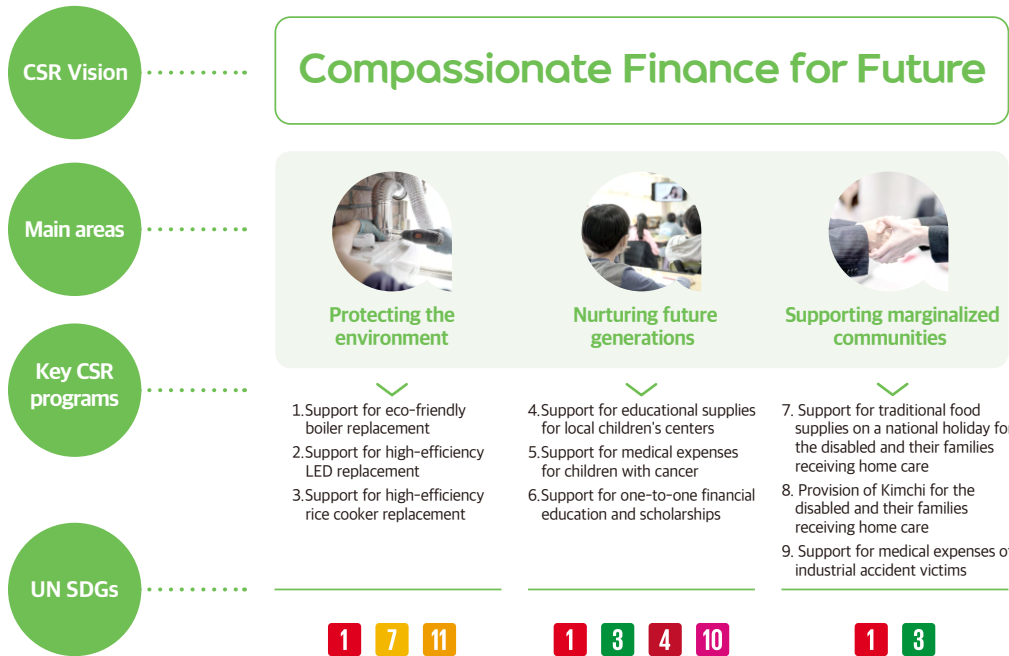 CSR Vision
Compassionate Finance for Future
Main areas
Protecting the
environment
Nurturing future
generations
Supporting marginalized
communities
Key CSR
programs
1.Support for eco-friendly
boiler replacement
2.Support for high-efficiency
LED replacement
3.Support for high-efficiency
rice cooker replacement
4.Support for educational supplies
for local children's centers
5.Support for medical expenses
for children with cancer
6.Support for one-to-one financial
education and scholarships
7. Support for traditional food
supplies on a national holiday for
the disabled and their families
receiving home care
8. Provision of Kimchi for the
disabled and their families
receiving home care
9. Support for medical expenses of
industrial accident victims
UN SDGs
1 7 11
1 3 4 10
1 3